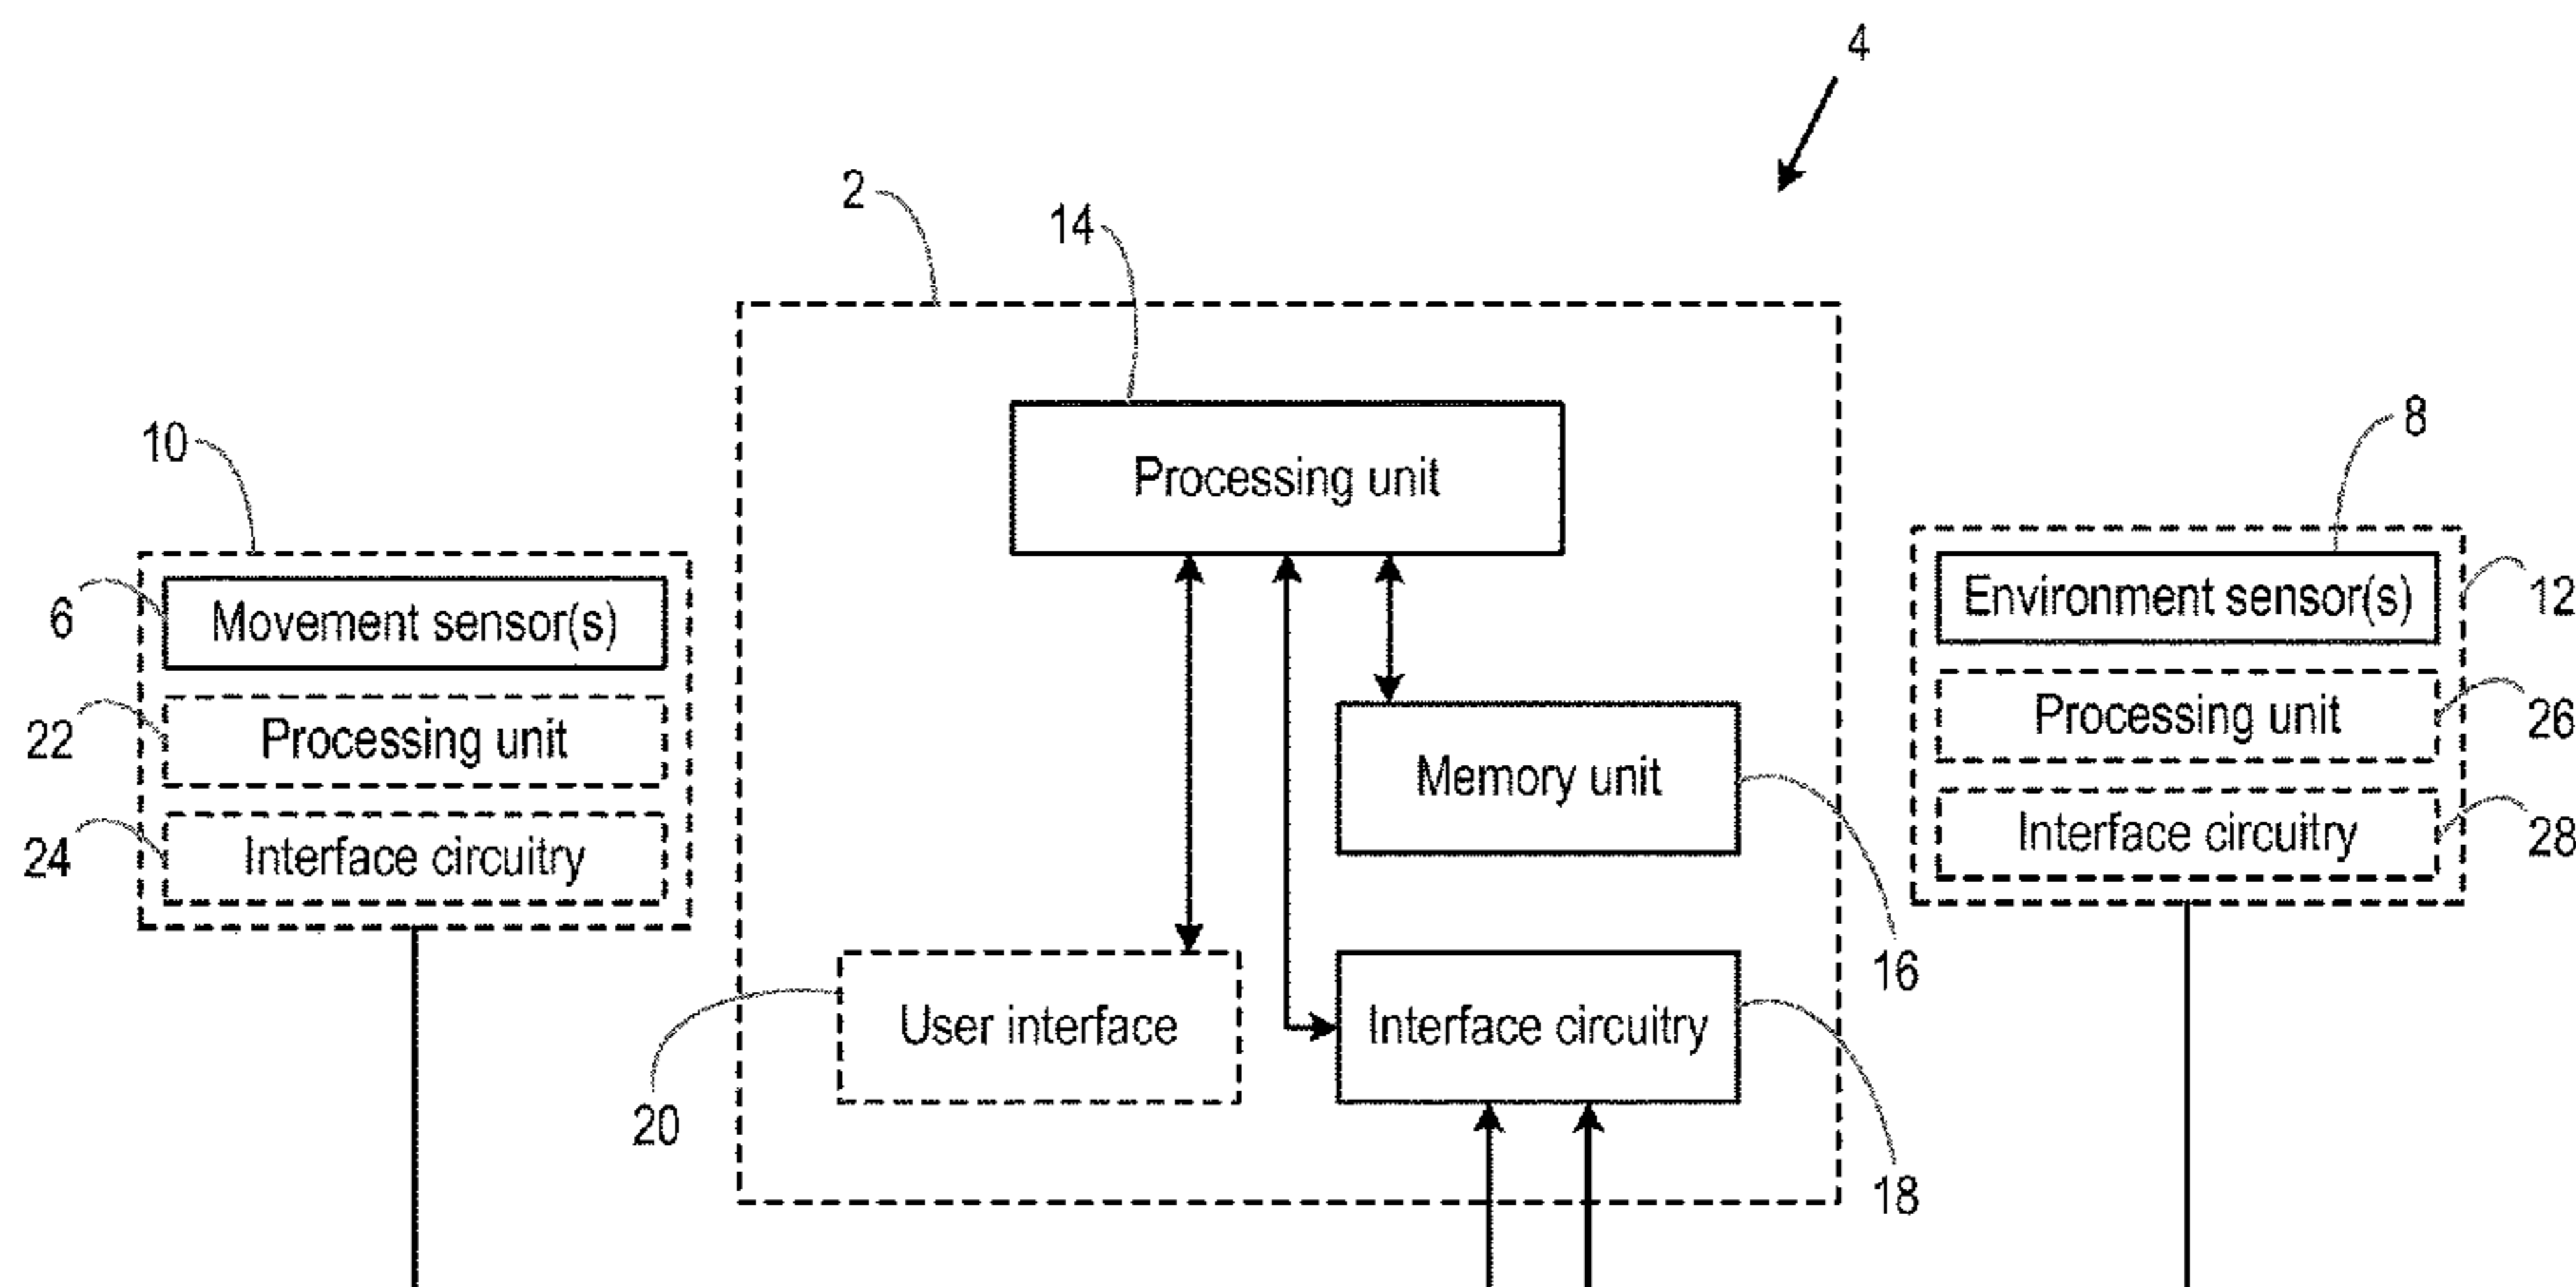 4
2
14
10
8
Processing unit
6
Movement sensor(s)
Environment sensor(s)
12
22
Processing unit
Memory unit
Processing unit
26
24
Interface circuitry
Interface circuitry
28
16
User interface
Interface circuitry
20
18